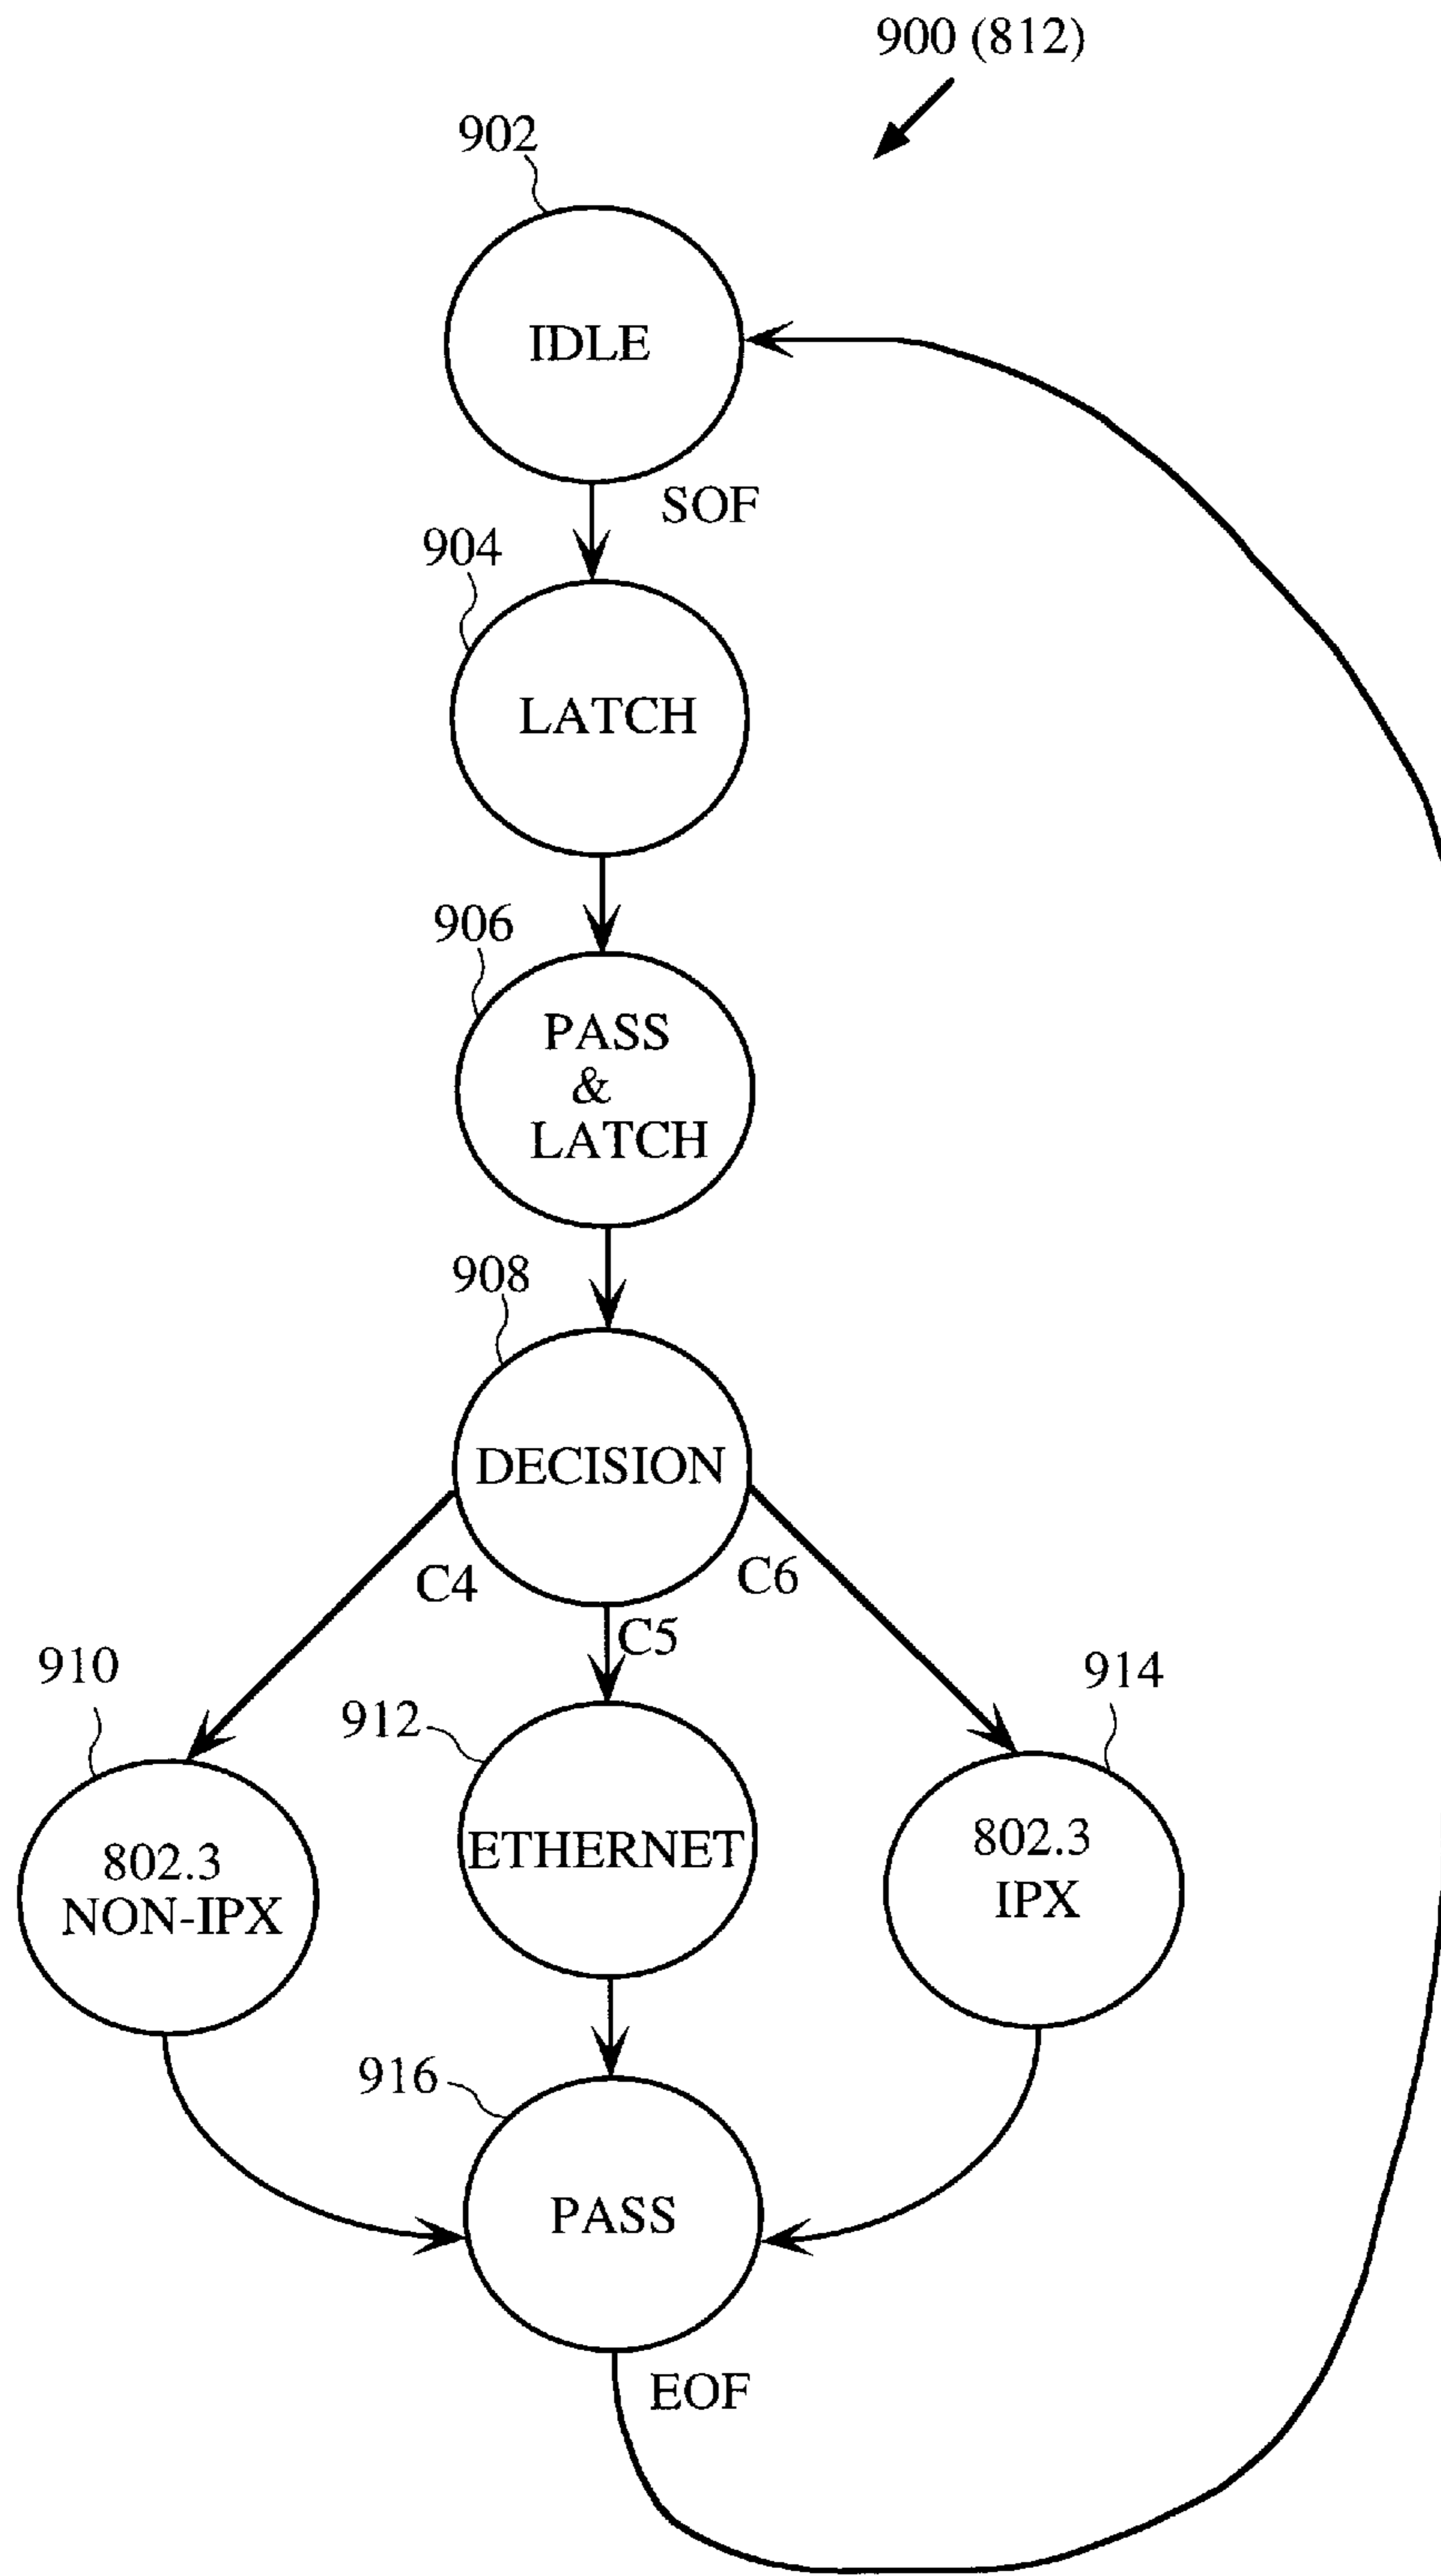 900 (812)
902
IDLE
SOF
904
LATCH
906
PASS
&
LATCH
908
DECISION
C4
C6
C5
910
914
912
802.3
NON-IPX
ETHERNET
802.3
IPX
916
PASS
EOF